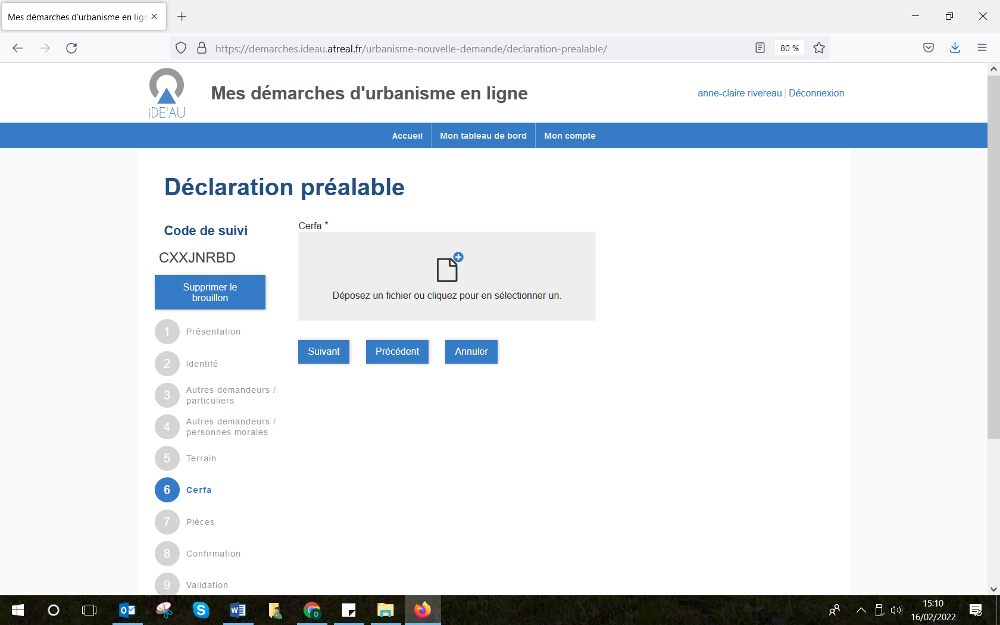 Mes démarches d'urbanisme en lign
https://demarches.ideau.atreal.fr/urbanisme-nouvelle-demande/declaration-prealable/
80 %
iDE'AU
Mes démarches d'urbanisme en ligne
anne-claire rivereau
Déconnexion
Accueil
Mon tableau de bord
Mon compte
Déclaration préalable
Code de suivi
CXXJNRBD
Supprimer le
brouillon
1 Présentation
2 Identité
3 Autres demandeurs /
particuliers
4 Autres demandeurs /
personnes morales
5 Terrain
6 Cerfa
7 Pièces
8 Confirmation
9 Validation
Cerfa *
Déposez un fichier ou cliquez pour en sélectionner un.
Suivant
Précédent
Annuler
15:10
16/02/2022